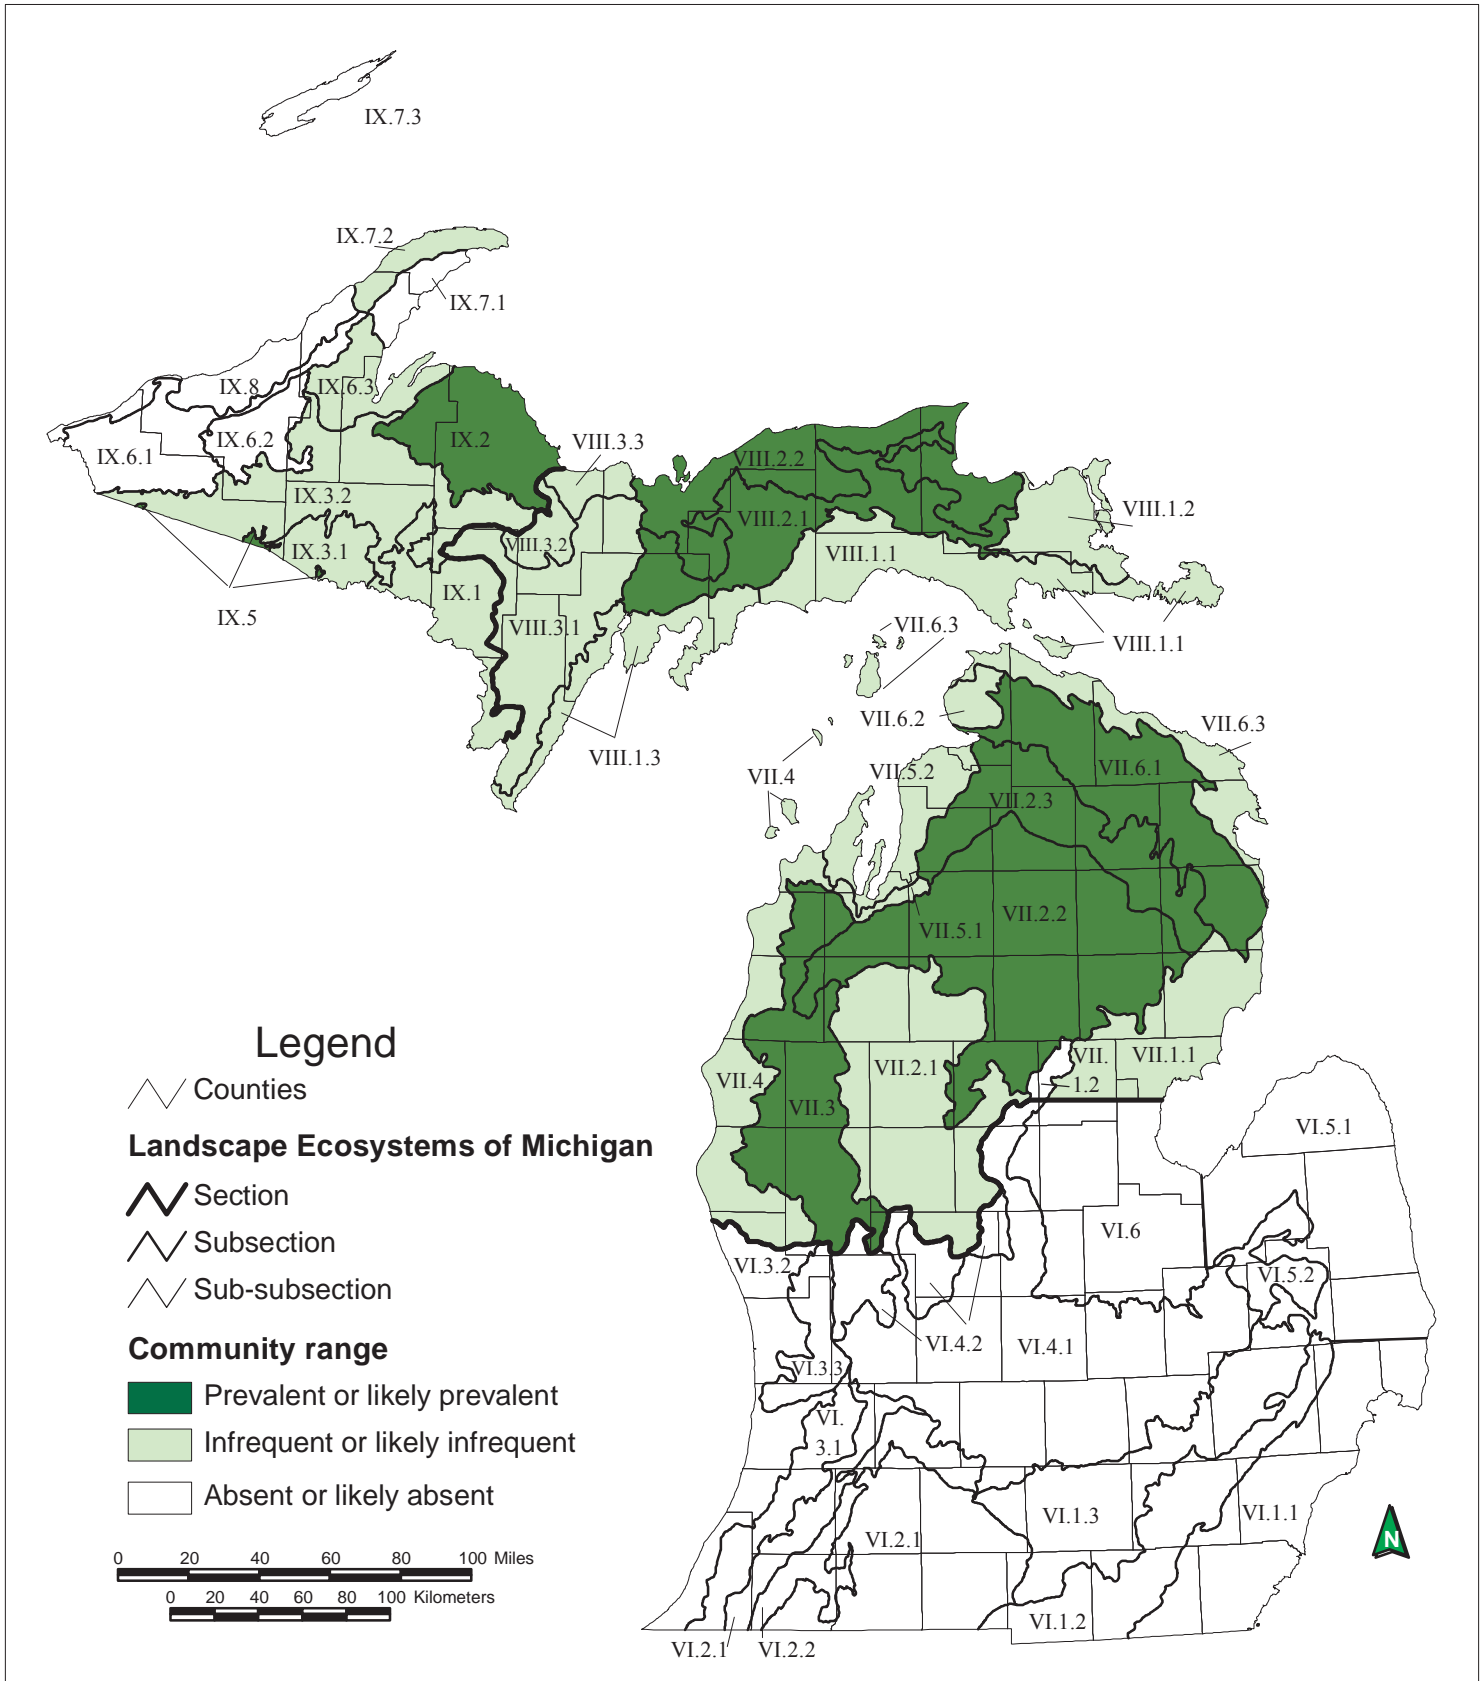 IX.7.3
IX.7.2
IX.7.1
IX.8
IX.6.3
IX.6.2
IX.6.1
IX.2
VIII.3.3
VIII.2.2
VIII.2.1
VIII.1.2
IX.3.2
IX.3.1
VIII.3.2
VIII.1.1
IX.1
IX.5
VIII.3.1
VII.6.3
VIII.1.1
VII.6.2
VII.6.3
VIII.1.3
VII.4
VII.5.2
VII.6.1
VII.2.3
VII.5.1
VII.2.2
VII.4
VII.3
VII.2.1
VII.
1.2
VII.1.1
VI.5.1
VI.6
VI.3.2
VI.5.2
VI.4.2
VI.4.1
VI.3.3
VI.
3.1
VI.1.3
VI.1.1
VI.2.1
VI.1.2
VI.2.1
VI.2.2
Legend
Counties
Landscape Ecosystems of Michigan
Section
Subsection
Sub-subsection
Community range
Prevalent or likely prevalent
Infrequent or likely infrequent
Absent or likely absent
0 20 40 60 80 100 Miles
0 20 40 60 80 100 Kilometers
N